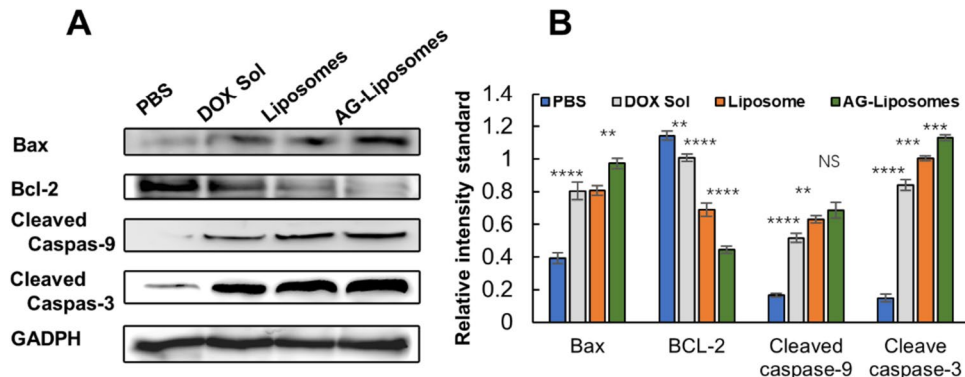 A
PBS
DOX Sol
Liposomes
AG-Liposomes
Bax
Bcl-2
Cleaved
Caspas-9
Cleaved
Caspas-3
GADPH
B
PBS DOX Sol Liposome AG-Liposomes
Relative intensity standard
1.4
1.2
1
0.8
0.6
0.4
0.2
0
**** **
** **** ****
**** ** NS
**** *** ***
Bax
BCL-2
Cleaved
caspase-9
Cleave
caspase-3